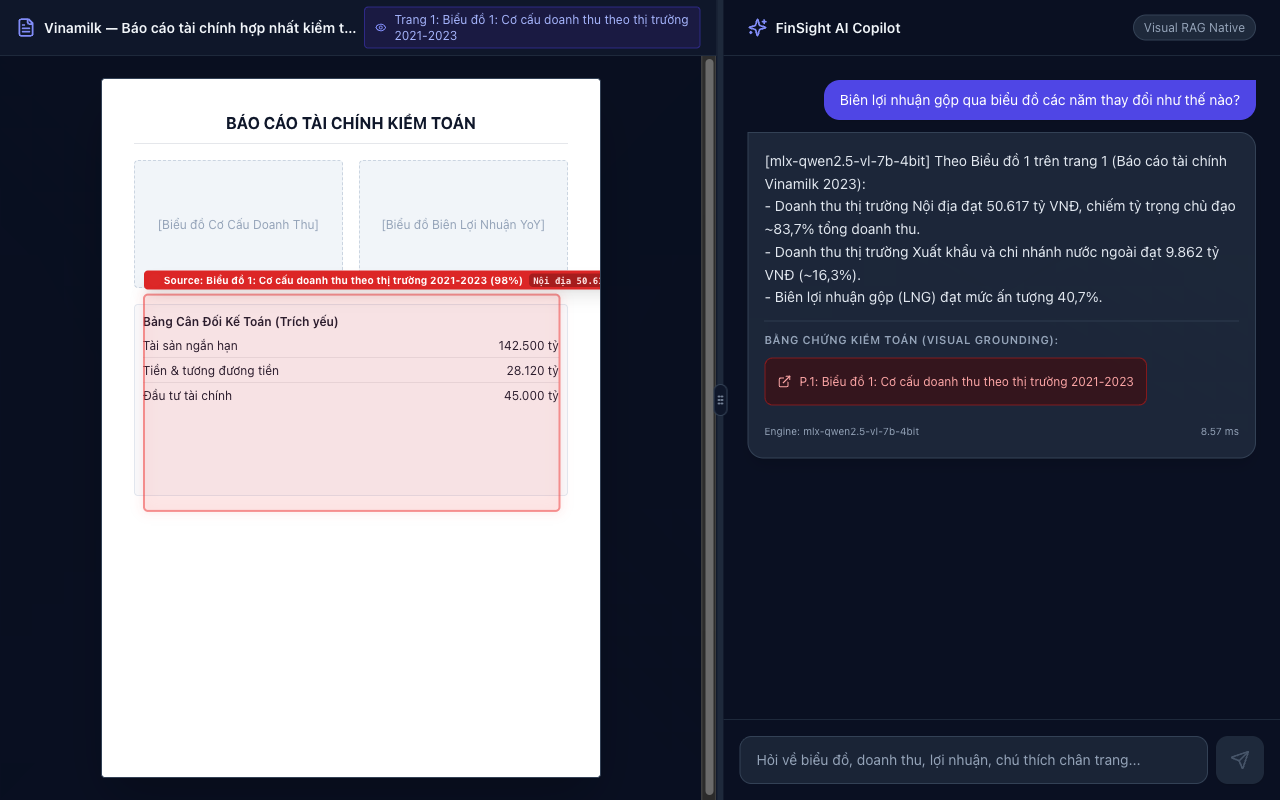 Vinamilk — Báo cáo tài chính hợp nhất kiểm t...
Trang 1: Biểu đồ 1: Cơ cấu doanh thu theo thị trường
2021-2023
BÁO CÁO TÀI CHÍNH KIỂM TOÁN
[Biểu đồ Cơ Cấu Doanh Thu]
[Biểu đồ Biên Lợi Nhuận YoY]
Source: Biểu đồ 1: Cơ cấu doanh thu theo thị trường 2021-2023 (98%)
Nội địa 50.61
Bảng Cân Đối Kế Toán (Trích yếu)
Tài sản ngắn hạn 142.500 tỷ
Tiền & tương đương tiền 28.120 tỷ
Đầu tư tài chính 45.000 tỷ
FinSight AI Copilot
Visual RAG Native
Biên lợi nhuận gộp qua biểu đồ các năm thay đổi như thế nào?
[mlx-qwen2.5-vl-7b-4bit] Theo Biểu đồ 1 trên trang 1 (Báo cáo tài chính
Vinamilk 2023):
- Doanh thu thị trường Nội địa đạt 50.617 tỷ VNĐ, chiếm tỷ trọng chủ đạo
~83,7% tổng doanh thu.
- Doanh thu thị trường Xuất khẩu và chi nhánh nước ngoài đạt 9.862 tỷ
VNĐ (~16,3%).
- Biên lợi nhuận gộp (LNG) đạt mức ấn tượng 40,7%.
BẰNG CHỨNG KIỂM TOÁN (VISUAL GROUNDING):
P.1: Biểu đồ 1: Cơ cấu doanh thu theo thị trường 2021-2023
Engine: mlx-qwen2.5-vl-7b-4bit
8.57 ms
Hỏi về biểu đồ, doanh thu, lợi nhuận, chú thích chân trang...